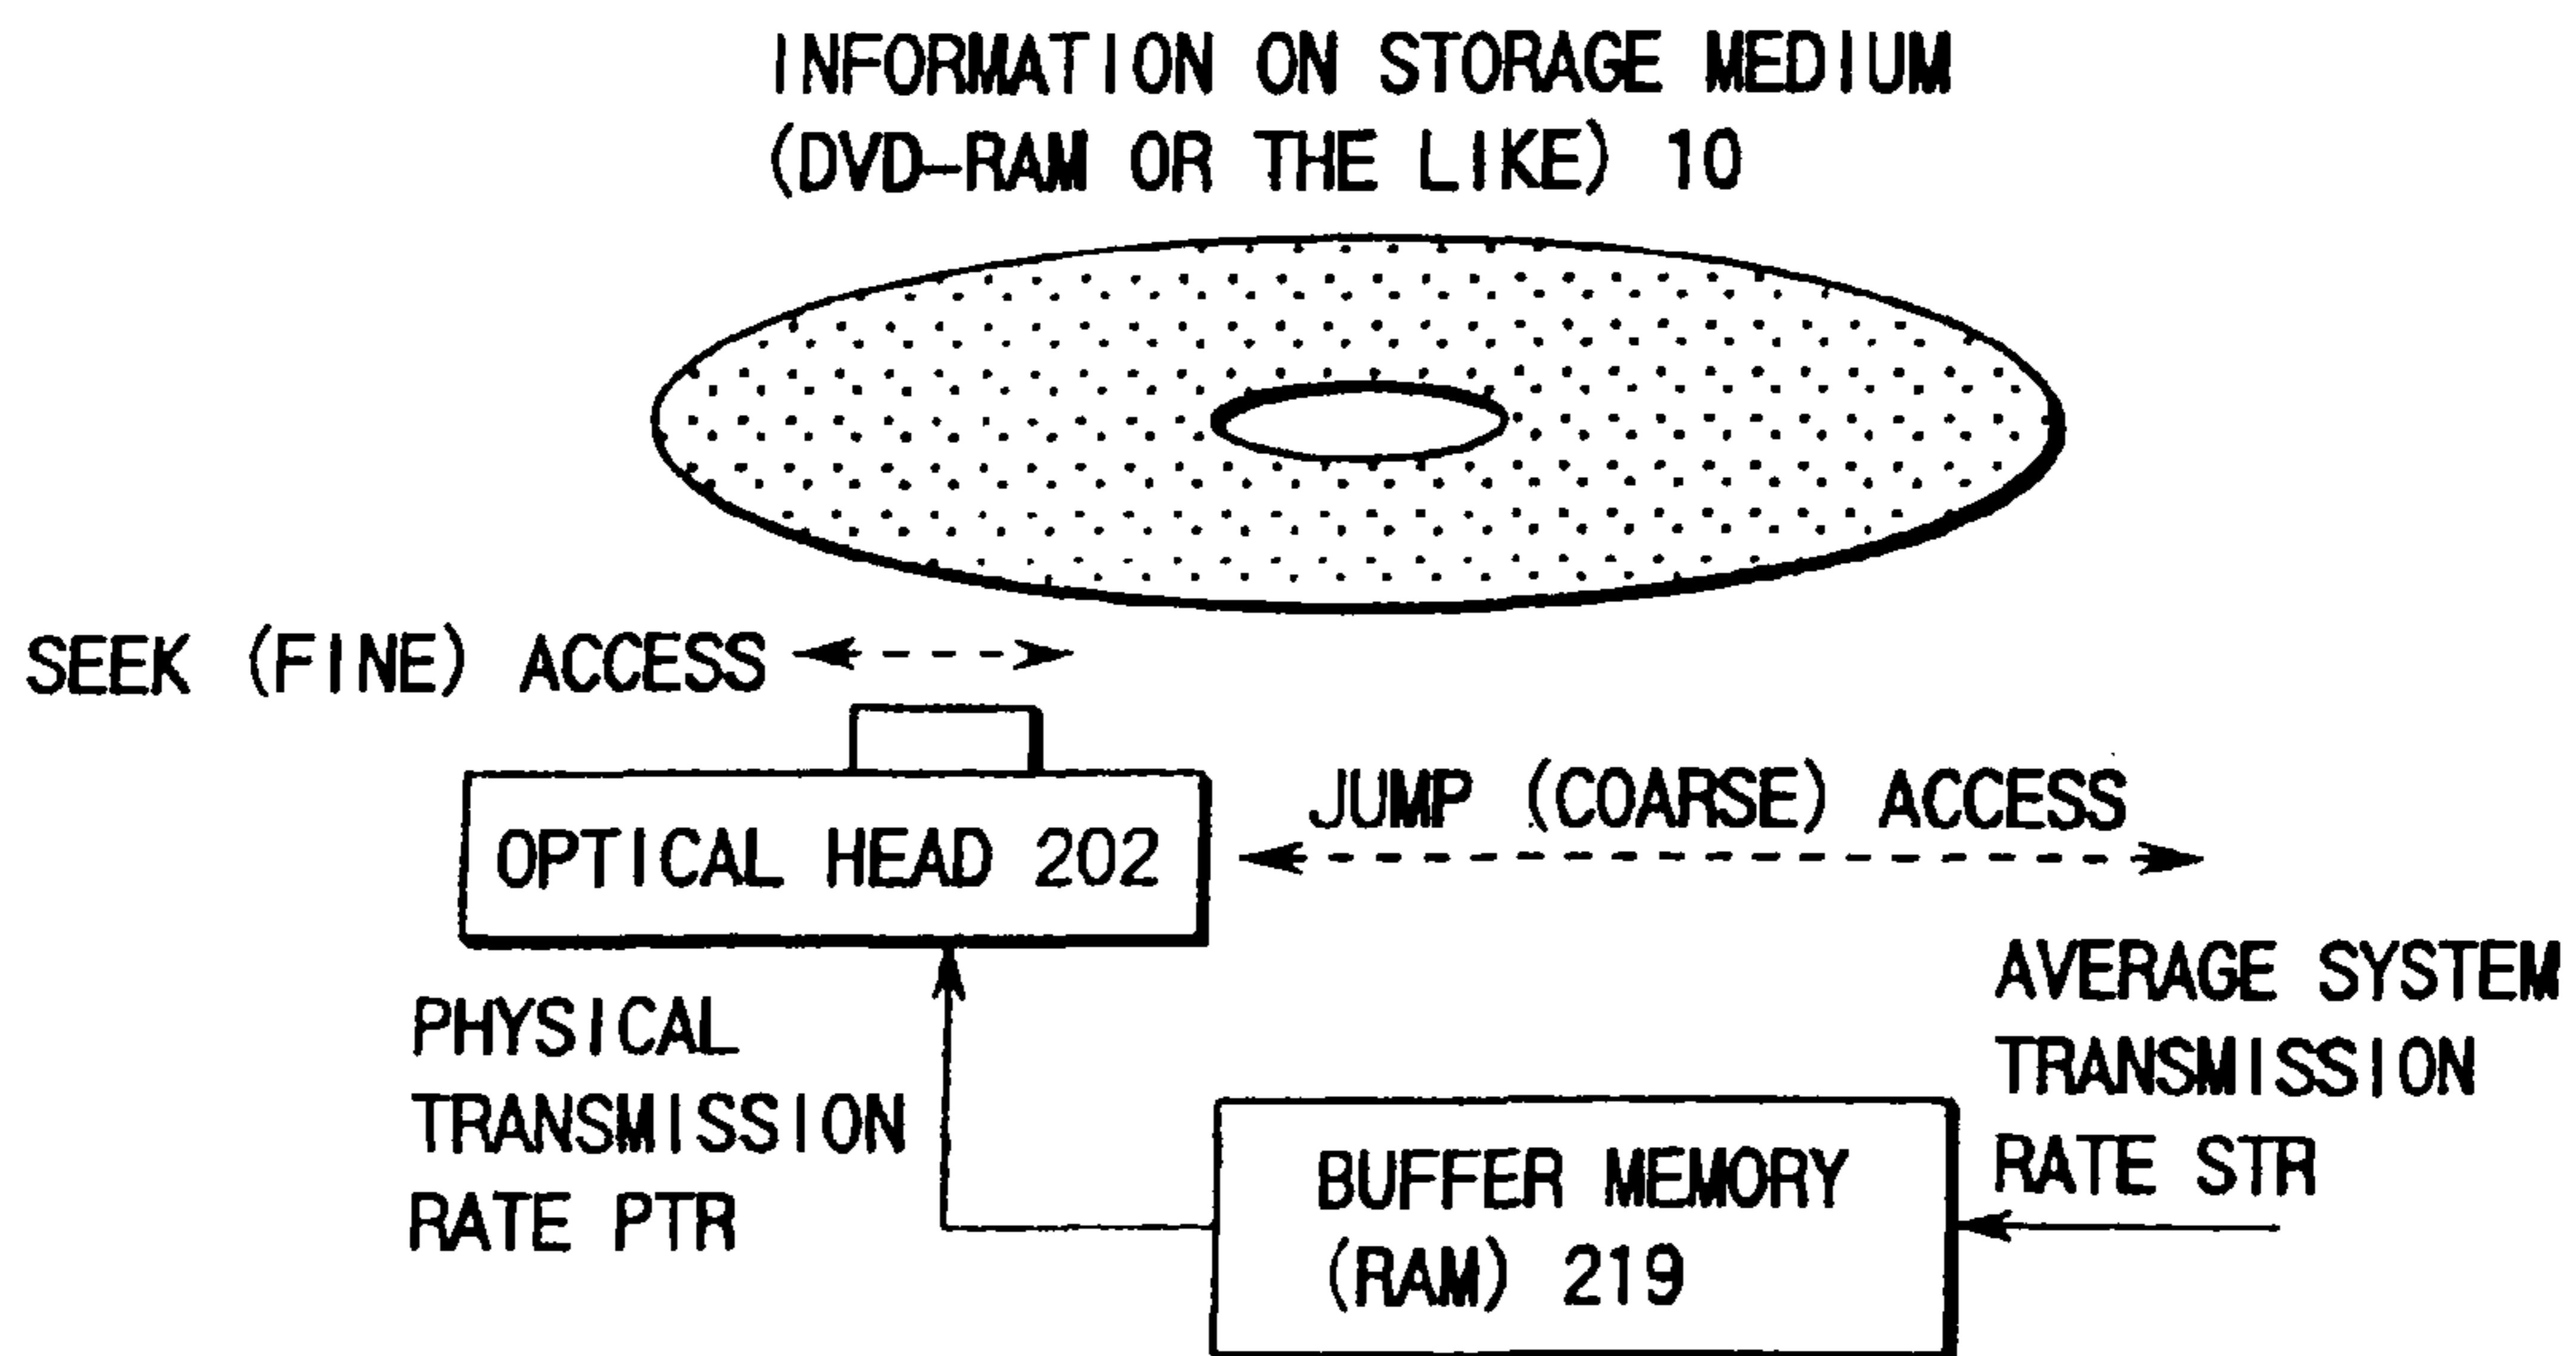 INFORMATION ON STORAGE MEDIUM
(DVD-RAM OR THE LIKE) 10
SEEK (FINE) ACCESS
OPTICAL HEAD 202
JUMP (COARSE) ACCESS
PHYSICAL
TRANSMISSION
RATE PTR
BUFFER MEMORY
(RAM) 219
AVERAGE SYSTEM
TRANSMISSION
RATE STR